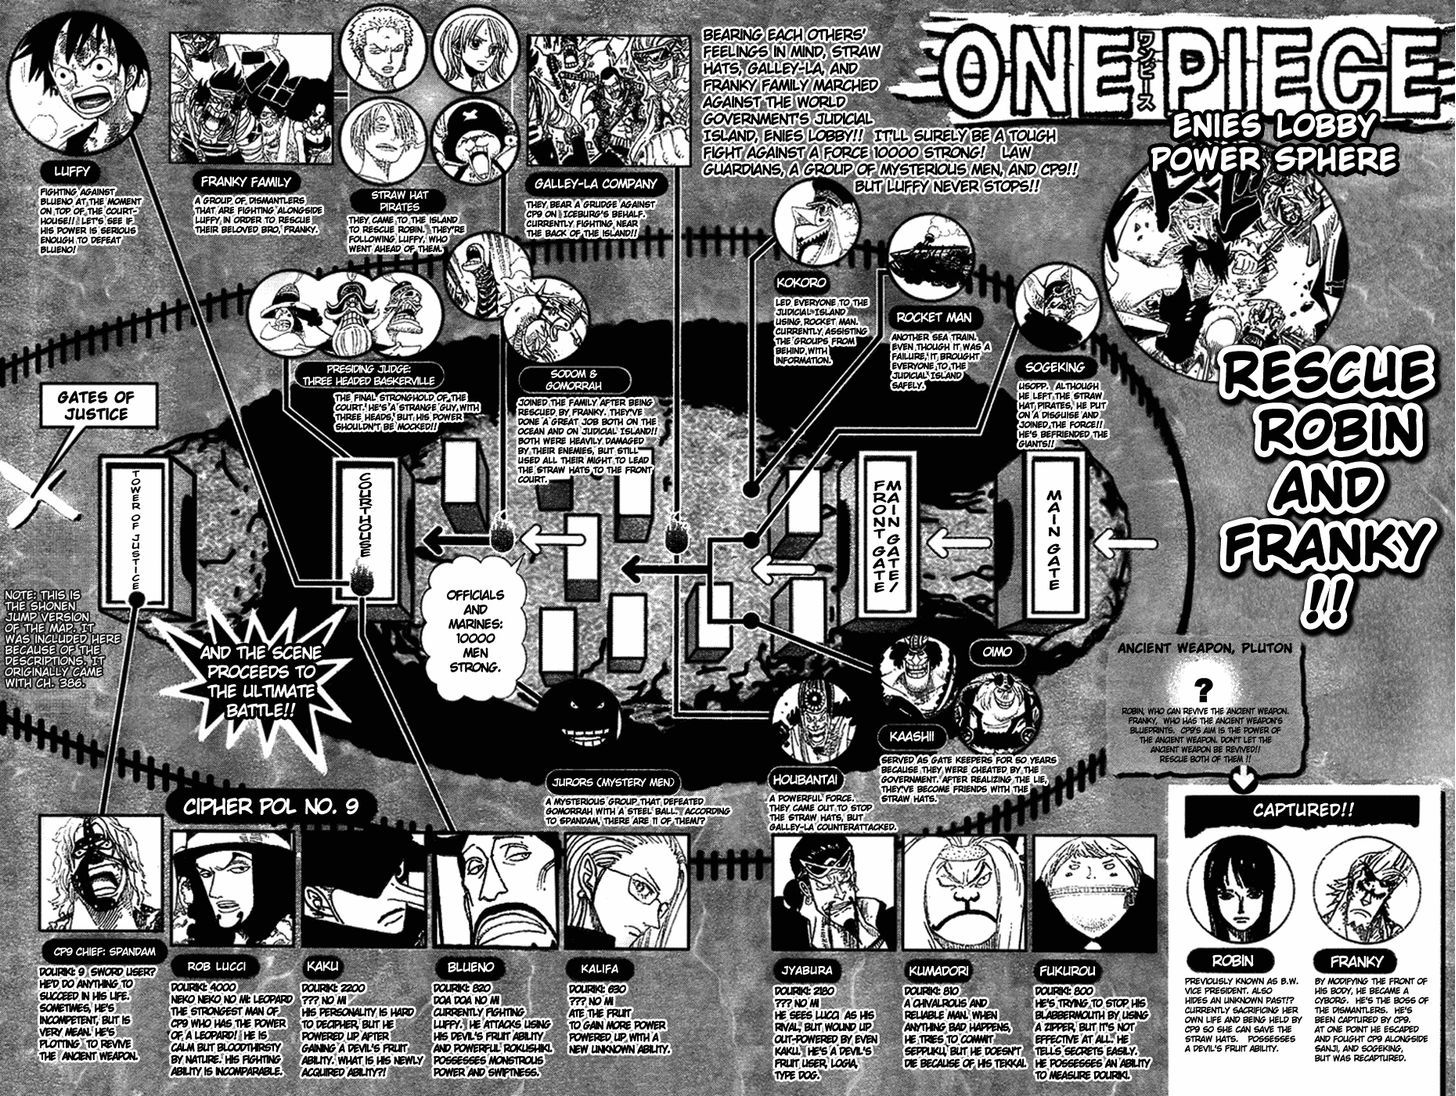 ONE PIECE
ワンピース
ENIES LOBBY
POWER SPHERE
BEARING EACH OTHERS'
FEELINGS IN MIND, STRAW
HATS, GALLEY-LA, AND
FRANKY FAMILY MARCHED
AGAINST THE WORLD
GOVERNMENT'S JUDICIAL
ISLAND, ENIES LOBBY!! IT'LL SURELY BE A TOUGH
FIGHT AGAINST A FORCE 10000 STRONG! LAW
GUARDIANS, A GROUP OF MYSTERIOUS MEN, AND CP9!!
BUT LUFFY NEVER STOPS!!
LUFFY
FIGHTING AGAINST
BLUENO AT THE MOMENT
ON TOP OF THE COURT-
HOUSE!! LET'S SEE IF
HIS POWER IS SERIOUS
ENOUGH TO DEFEAT
BLUENO!
FRANKY FAMILY
A GROUP OF DISMANTLERS
THAT ARE FIGHTING ALONGSIDE
LUFFY, IN ORDER TO RESCUE
THEIR BELOVED BRO, FRANKY.
STRAW HAT
PIRATES
THEY CAME TO THE ISLAND
TO RESCUE ROBIN. THEY'RE
FOLLOWING LUFFY, WHO
WENT AHEAD OF THEM.
GALLEY-LA COMPANY
THEY BEAR A GRUDGE AGAINST
CP9 ON ICEBURG'S BEHALF.
CURRENTLY FIGHTING NEAR
THE BACK OF THE ISLAND!!
KOKORO
LED EVERYONE TO THE
JUDICIAL ISLAND
USING ROCKET MAN.
CURRENTLY, ASSISTING
THE GROUPS FROM
BEHIND WITH
INFORMATION.
ROCKET MAN
ANOTHER SEA TRAIN.
EVEN THOUGH IT WAS A
FAILURE, IT BROUGHT
EVERYONE TO THE
JUDICIAL ISLAND
SAFELY.
SOGEKING
USOPP. ALTHOUGH
HE LEFT THE STRAW
HAT PIRATES, HE PUT
ON A DISGUISE AND
JOINED THE FORCE!!
HE'S BEFRIENDED THE
GIANTS!!
RESCUE
ROBIN
AND
FRANKY
!!
PRESIDING JUDGE:
THREE HEADED BASKERVILLE
THE FINAL STRONGHOLD OF THE
COURT. HE'S A STRANGE GUY, WITH
THREE HEADS, BUT HIS POWER
SHOULDN'T BE MOCKED!!
SODOM &
GOMORRAH
JOINED THE FAMILY AFTER BEING
RESCUED BY FRANKY. THEY'VE
DONE A GREAT JOB BOTH ON THE
OCEAN AND ON JUDICIAL ISLAND!!
BOTH WERE HEAVILY DAMAGED
BY THEIR ENEMIES, BUT STILL
USED ALL THEIR MIGHT TO LEAD
THE STRAW HATS TO THE FRONT
COURT.
GATES OF
JUSTICE
TOWER OF JUSTICE
COURTHOUSE
MAIN GATE/
FRONT GATE
MAIN GATE
NOTE: THIS IS
THE SHONEN
JUMP VERSION
OF THE MAP. IT
WAS INCLUDED HERE
BECAUSE OF THE
DESCRIPTIONS. IT
ORIGINALLY CAME
WITH CH. 386.
AND THE SCENE
PROCEEDS TO
THE ULTIMATE
BATTLE!!
OFFICIALS
AND
MARINES:
10000
MEN
STRONG.
JURORS (MYSTERY MEN)
A MYSTERIOUS GROUP THAT DEFEATED
GOMORRAH WITH A STEEL BALL. ACCORDING
TO SPANDAM, THERE ARE 11 OF THEM!?
HOUBANTAI
A POWERFUL FORCE.
THEY CAME OUT TO STOP
THE STRAW HATS, BUT
GALLEY-LA COUNTERATTACKED.
OIMO
KAASHII
SERVED AS GATE KEEPERS FOR 50 YEARS
BECAUSE THEY WERE CHEATED BY THE
GOVERNMENT. AFTER REALIZING THE LIE,
THEY'VE BECOME FRIENDS WITH THE
STRAW HATS.
ANCIENT WEAPON, PLUTON
?
ROBIN, WHO CAN REVIVE THE ANCIENT WEAPON.
FRANKY, WHO HAS THE ANCIENT WEAPON'S
BLUEPRINTS. CP9'S AIM IS THE POWER OF
THE ANCIENT WEAPON. DON'T LET THE
ANCIENT WEAPON BE REVIVED!!
RESCUE BOTH OF THEM !!
CAPTURED!!
ROBIN
PREVIOUSLY KNOWN AS B.W.
VICE PRESIDENT. ALSO
HIDES AN UNKNOWN PAST!?
CURRENTLY SACRIFICING HER
OWN LIFE AND BEING HELD BY
CP9 SO SHE CAN SAVE THE
STRAW HATS. POSSESSES
A DEVIL'S FRUIT ABILITY.
FRANKY
BY MODIFYING THE FRONT OF
HIS BODY, HE BECAME A
CYBORG. HE'S THE BOSS OF
THE DISMANTLERS. HE'S
BEEN CAPTURED BY CP9.
AT ONE POINT HE ESCAPED
AND FOUGHT CP9 ALONGSIDE
SANJI, AND SOGEKING,
BUT WAS RECAPTURED.
CIPHER POL NO. 9
CP9 CHIEF: SPANDAM
DOURIKI: 9 SWORD USER?
HE'D DO ANYTHING TO
SUCCEED IN HIS LIFE.
SOMETIMES, HE'S
INCOMPETENT, BUT IS
VERY MEAN. HE'S
PLOTTING TO REVIVE
THE ANCIENT WEAPON.
ROB LUCCI
DOURIKI: 4000
NEKO NEKO NO MI: LEOPARD
THE STRONGEST MAN OF
CP9 WHO HAS THE POWER
OF A LEOPARD! HE IS
CALM BUT BLOODTHIRSTY
BY NATURE. HIS FIGHTING
ABILITY IS INCOMPARABLE.
KAKU
DOURIKI: 2200
??? NO MI
HIS PERSONALITY IS HARD
TO DECIPHER, BUT HE
POWERED UP AFTER
GAINING A DEVIL'S FRUIT
ABILITY. WHAT IS HIS NEWLY
ACQUIRED ABILITY?!
BLUENO
DOURIKI: 820
DOA DOA NO MI
CURRENTLY FIGHTING
LUFFY. HE ATTACKS USING
HIS DEVIL'S FRUIT ABILITY
AND POWERFUL ROKUSHIKI.
POSSESSES MONSTROUS
POWER AND SWIFTNESS.
KALIFA
DOURIKI: 630
??? NO MI
ATE THE FRUIT
TO GAIN MORE POWER
POWERED UP WITH A
NEW UNKNOWN ABILITY.
JYABURA
DOURIKI: 2180
??? NO MI
HE SEES LUCCI AS HIS
RIVAL, BUT WOUND UP
OUT-POWERED BY EVEN
KAKU. HE'S A DEVIL'S
FRUIT USER, LOGIA,
TYPE DOG.
KUMADORI
DOURIKI: 810
A CHIVALROUS AND
RELIABLE MAN. WHEN
ANYTHING BAD HAPPENS,
HE TRIES TO COMMIT
SEPPUKU, BUT HE DOESN'T
DIE BECAUSE OF HIS TEKKAI.
FUKUROU
DOURIKI: 800
HE'S TRYING TO STOP HIS
BLABBERMOUTH BY USING
A ZIPPER, BUT IT'S NOT
EFFECTIVE AT ALL. HE
TELLS SECRETS EASILY.
HE POSSESSES AN ABILITY
TO MEASURE DOURIKI.